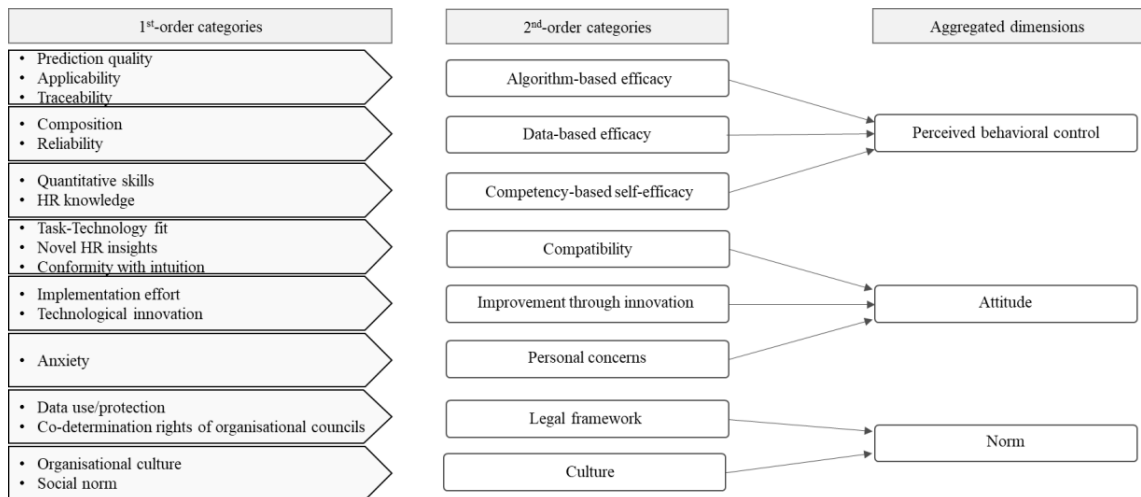 1st-order categories
2nd-order categories
Aggregated dimensions
• Prediction quality
• Applicability
• Traceability
Algorithm-based efficacy
• Composition
• Reliability
Data-based efficacy
Perceived behavioral control
• Quantitative skills
• HR knowledge
Competency-based self-efficacy
• Task-Technology fit
• Novel HR insights
• Conformity with intuition
Compatibility
• Implementation effort
• Technological innovation
Improvement through innovation
Attitude
• Anxiety
Personal concerns
• Data use/protection
• Co-determination rights of organisational councils
Legal framework
Norm
• Organisational culture
• Social norm
Culture